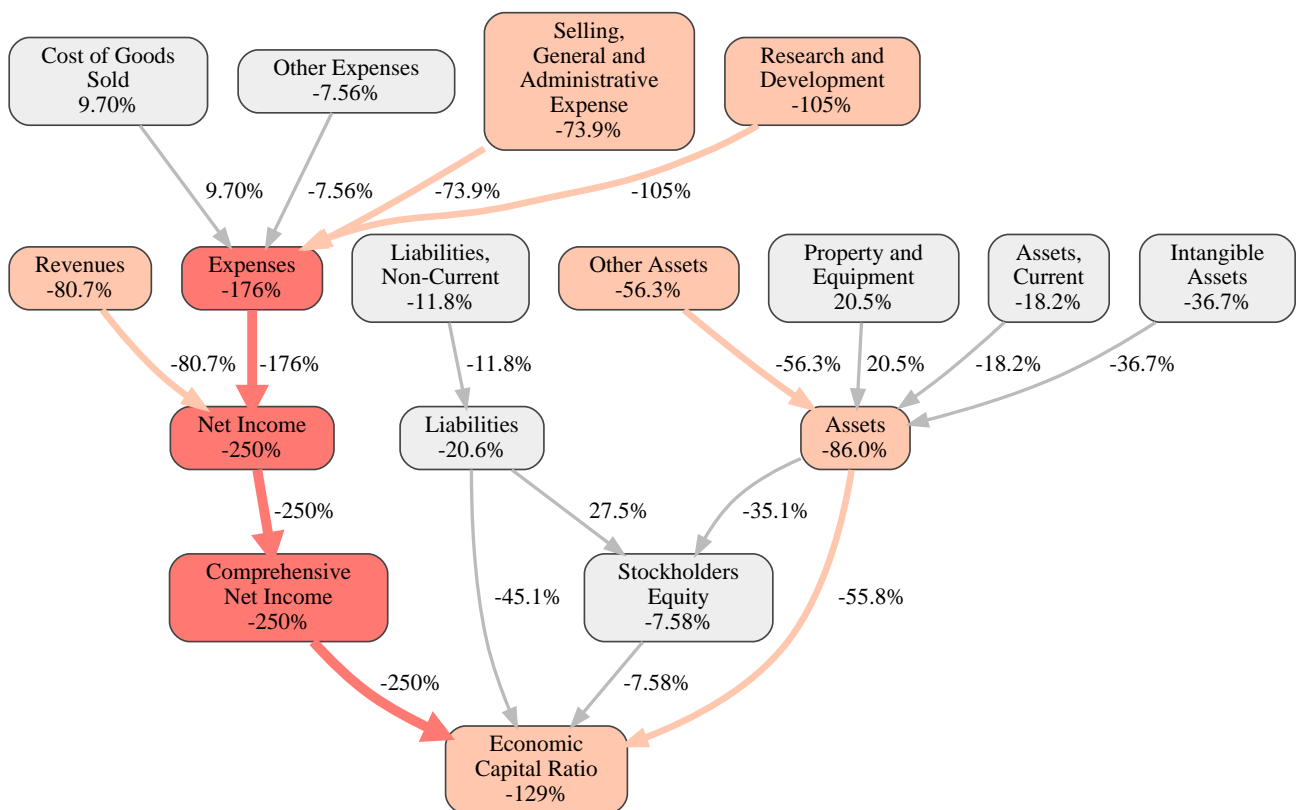 Cost of Goods
Sold
9.70%
Other Expenses
-7.56%
Selling,
General and
Administrative
Expense
-73.9%
Research and
Development
-105%
9.70%
-7.56%
-73.9%
-105%
Revenues
-80.7%
Expenses
-176%
Liabilities,
Non-Current
-11.8%
Other Assets
-56.3%
Property and
Equipment
20.5%
Assets,
Current
-18.2%
Intangible
Assets
-36.7%
-80.7%
-176%
-11.8%
-56.3%
20.5%
-18.2%
-36.7%
Net Income
-250%
Liabilities
-20.6%
Assets
-86.0%
-250%
27.5%
-35.1%
Comprehensive
Net Income
-250%
-45.1%
Stockholders
Equity
-7.58%
-55.8%
-250%
-7.58%
Economic
Capital Ratio
-129%